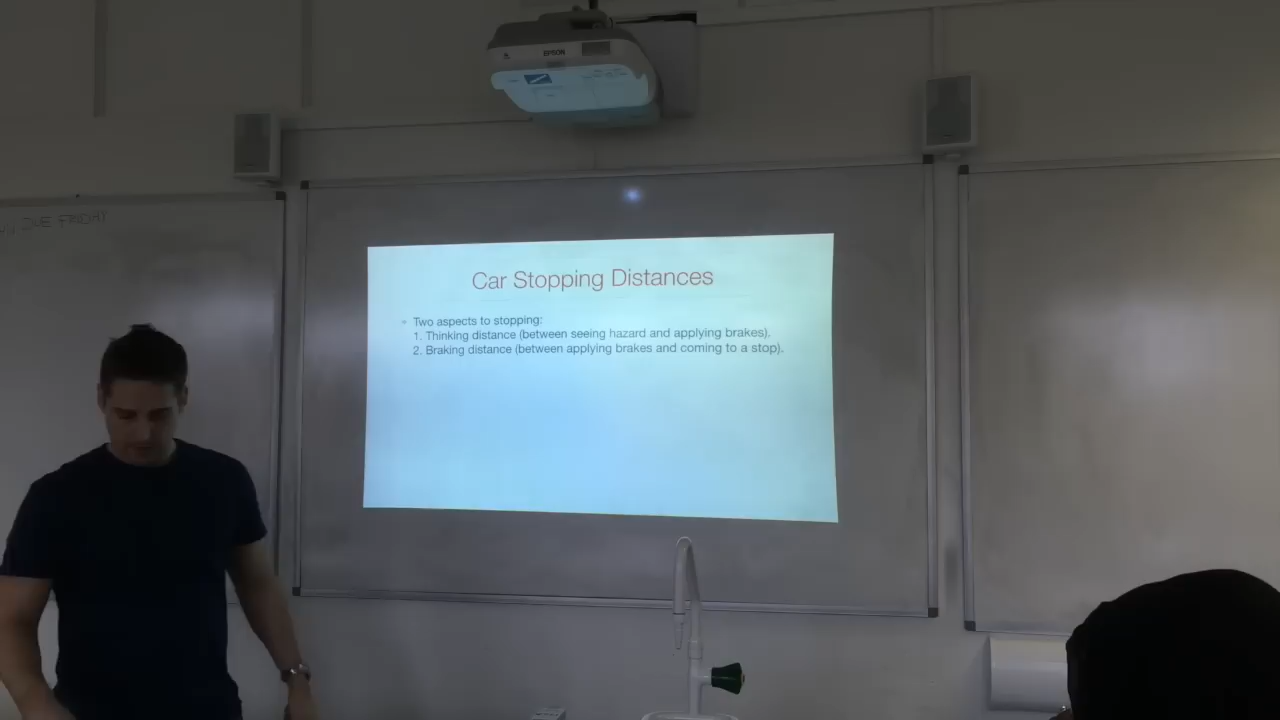 EPSON
DUE FRIDAY
Car Stopping Distances
Two aspects to stopping:
1. Thinking distance (between seeing hazard and applying brakes).
2. Braking distance (between applying brakes and coming to a stop).